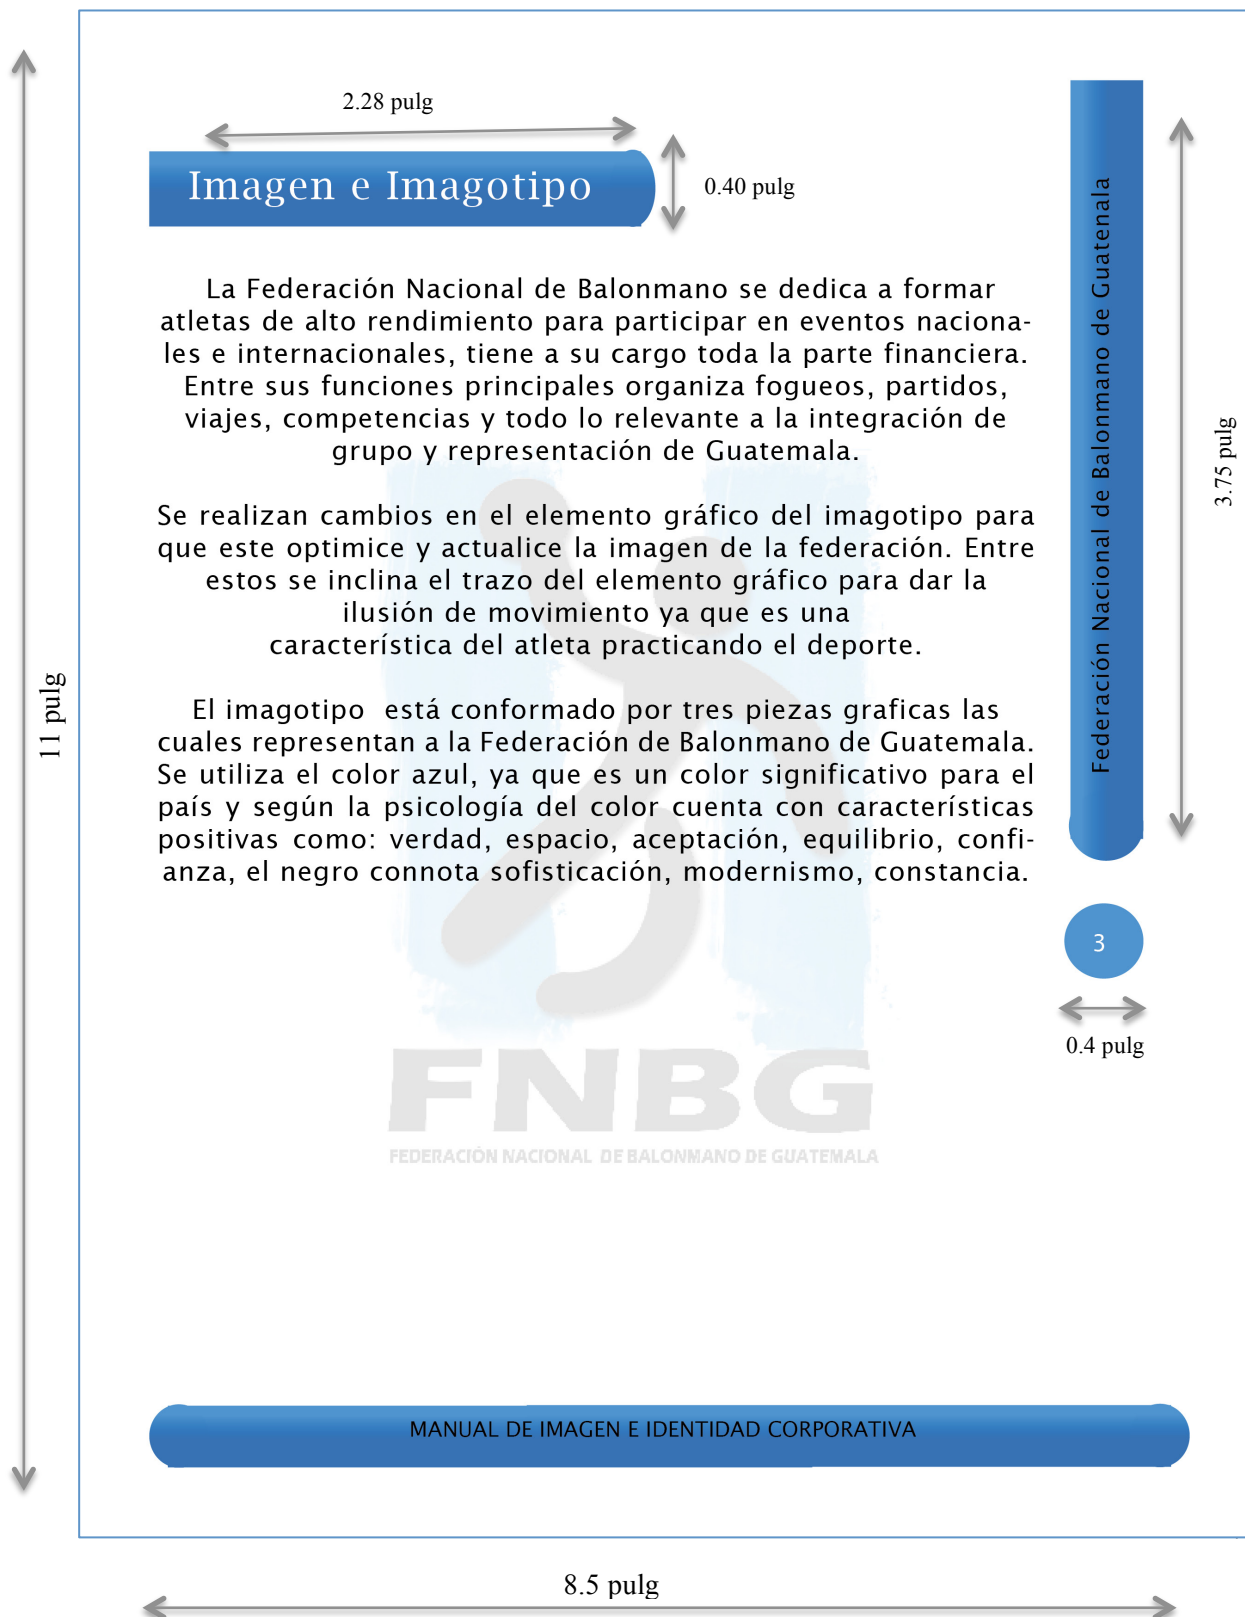 2.28 pulg
Imagen e Imagotipo
0.40 pulg
La Federación Nacional de Balonmano se dedica a formar
atletas de alto rendimiento para participar en eventos naciona-
les e internacionales, tiene a su cargo toda la parte financiera.
Entre sus funciones principales organiza fogueos, partidos,
viajes, competencias y todo lo relevante a la integración de
grupo y representación de Guatemala.
Se realizan cambios en el elemento gráfico del imagotipo para
que este optimice y actualice la imagen de la federación. Entre
estos se inclina el trazo del elemento gráfico para dar la
ilusión de movimiento ya que es una
característica del atleta practicando el deporte.
El imagotipo está conformado por tres piezas graficas las
cuales representan a la Federación de Balonmano de Guatemala.
Se utiliza el color azul, ya que es un color significativo para el
país y según la psicología del color cuenta con características
positivas como: verdad, espacio, aceptación, equilibrio, confi-
anza, el negro connota sofisticación, modernismo, constancia.
Federación Nacional de Balonmano de Guatenala
3.75 pulg
11 pulg
3
0.4 pulg
FNBG
FEDERACIÓN NACIONAL DE BALONMANO DE GUATEMALA
MANUAL DE IMAGEN E IDENTIDAD CORPORATIVA
8.5 pulg